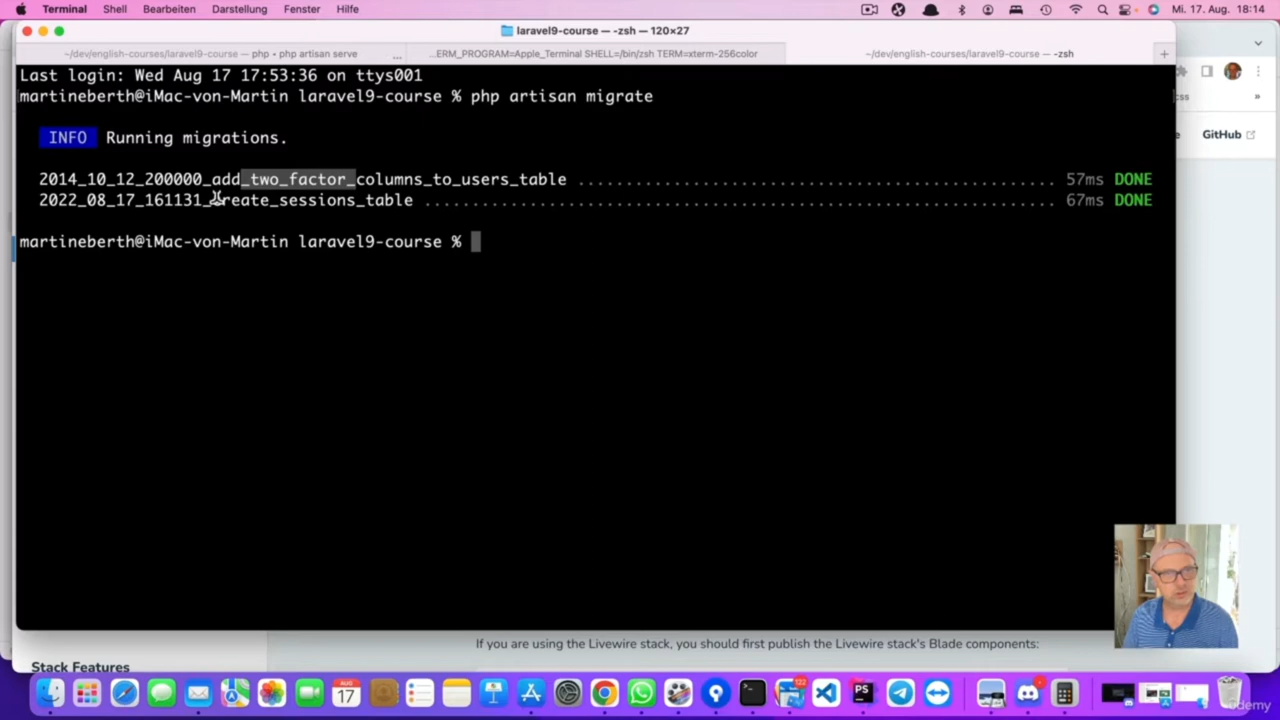 Terminal Shell Bearbeiten Darstellung Fenster Hilfe Mi. 17. Aug. 18:14
laravel9-course — -zsh — 120×27
~/dev/english-courses/laravel9-course — php • php artisan serve ... ...ERM_PROGRAM=Apple_Terminal SHELL=/bin/zsh TERM=xterm-256color ~/dev/english-courses/laravel9-course — -zsh +
Last login: Wed Aug 17 17:53:36 on ttys001
martineberth@iMac-von-Martin laravel9-course % php artisan migrate
css »
GitHub
INFO Running migrations.
2014_10_12_200000_add_two_factor_columns_to_users_table ........................................................ 57ms DONE
2022_08_17_161131_create_sessions_table ........................................................................ 67ms DONE
martineberth@iMac-von-Martin laravel9-course %
If you are using the Livewire stack, you should first publish the Livewire stack's Blade components:
Stack Features
AUG
17
PS
122
udemy